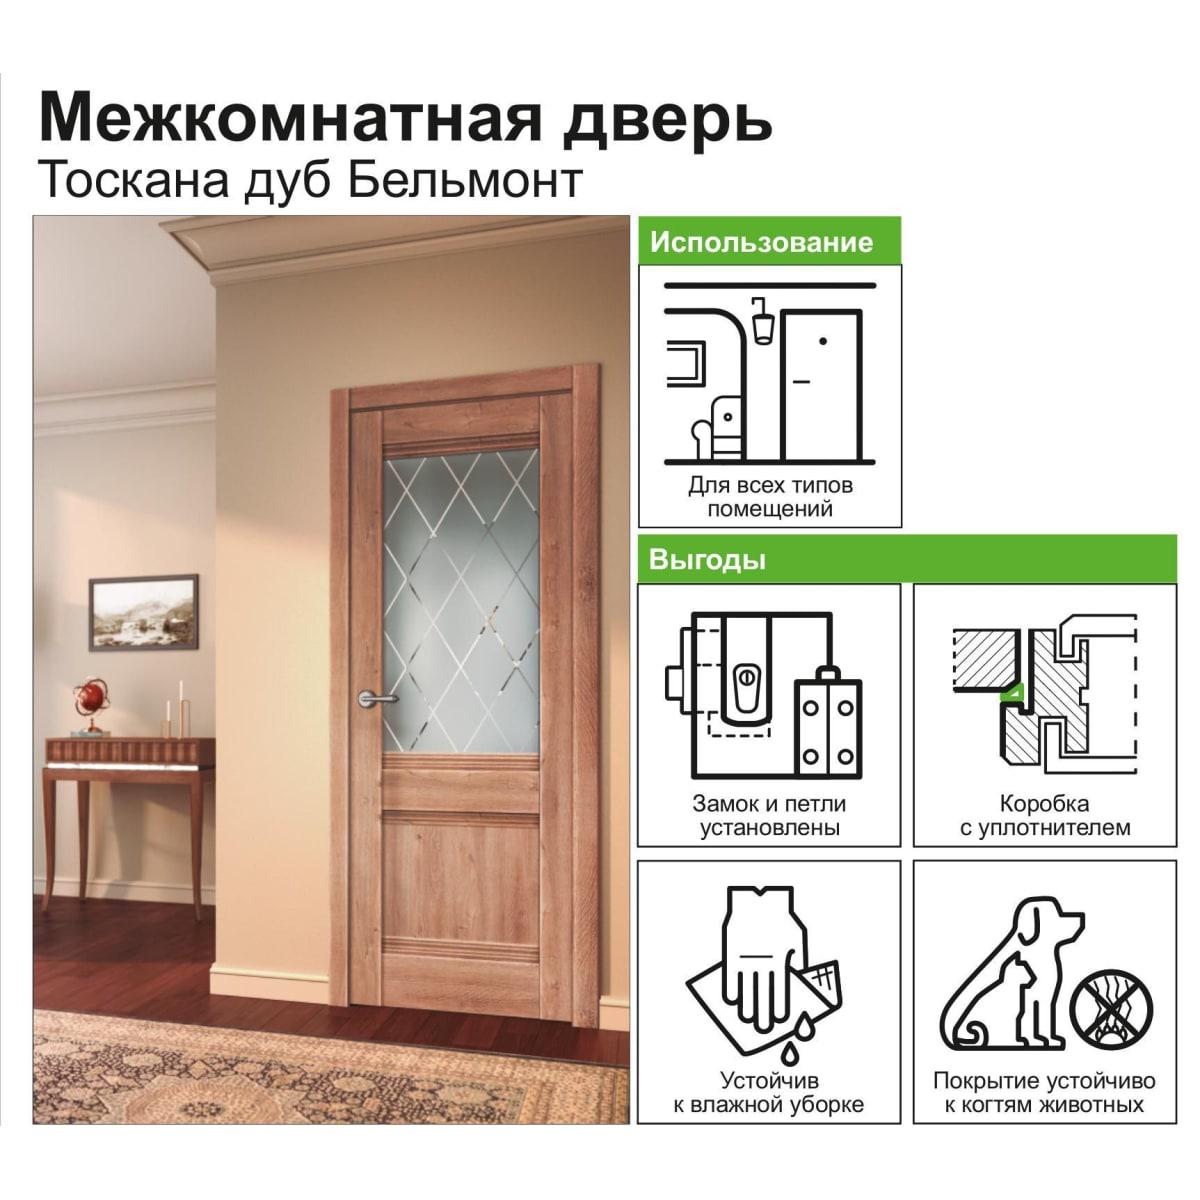 Межкомнатная дверь
Тоскана дуб Бельмонт
Использование
Для всех типов
помещений
Выгоды
Замок и петли
установлены
Коробка
с уплотнителем
Устойчив
к влажной уборке
Покрытие устойчиво
к когтям животных